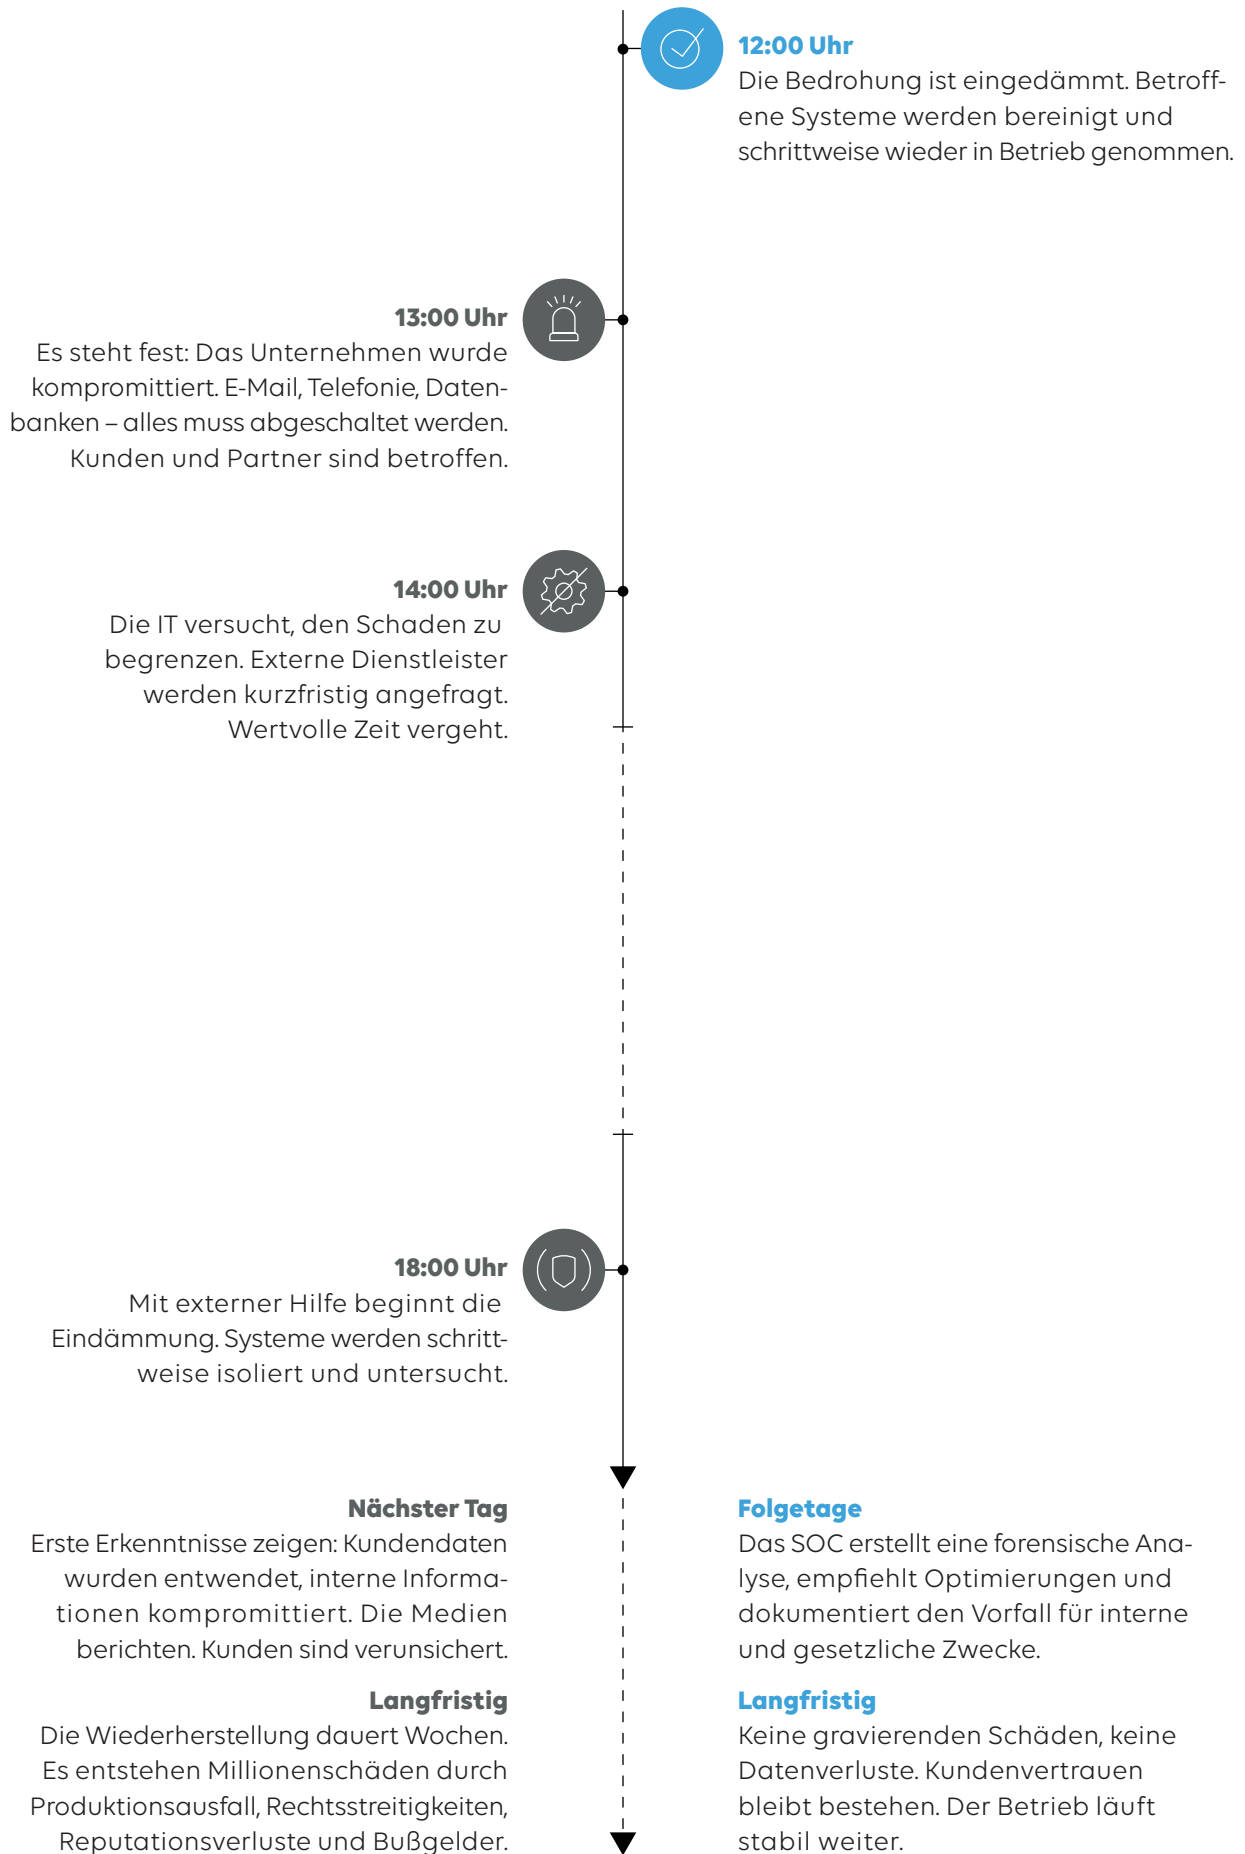 12:00 Uhr
Die Bedrohung ist eingedämmt. Betroff-
ene Systeme werden bereinigt und
schrittweise wieder in Betrieb genommen.
13:00 Uhr
Es steht fest: Das Unternehmen wurde
kompromittiert. E-Mail, Telefonie, Daten-
banken – alles muss abgeschaltet werden.
Kunden und Partner sind betroffen.
14:00 Uhr
Die IT versucht, den Schaden zu
begrenzen. Externe Dienstleister
werden kurzfristig angefragt.
Wertvolle Zeit vergeht.
18:00 Uhr
Mit externer Hilfe beginnt die
Eindämmung. Systeme werden schritt-
weise isoliert und untersucht.
Nächster Tag
Erste Erkenntnisse zeigen: Kundendaten
wurden entwendet, interne Informa-
tionen kompromittiert. Die Medien
berichten. Kunden sind verunsichert.
Langfristig
Die Wiederherstellung dauert Wochen.
Es entstehen Millionenschäden durch
Produktionsausfall, Rechtsstreitigkeiten,
Reputationsverluste und Bußgelder.
Folgetage
Das SOC erstellt eine forensische Ana-
lyse, empfiehlt Optimierungen und
dokumentiert den Vorfall für interne
und gesetzliche Zwecke.
Langfristig
Keine gravierenden Schäden, keine
Datenverluste. Kundenvertrauen
bleibt bestehen. Der Betrieb läuft
stabil weiter.